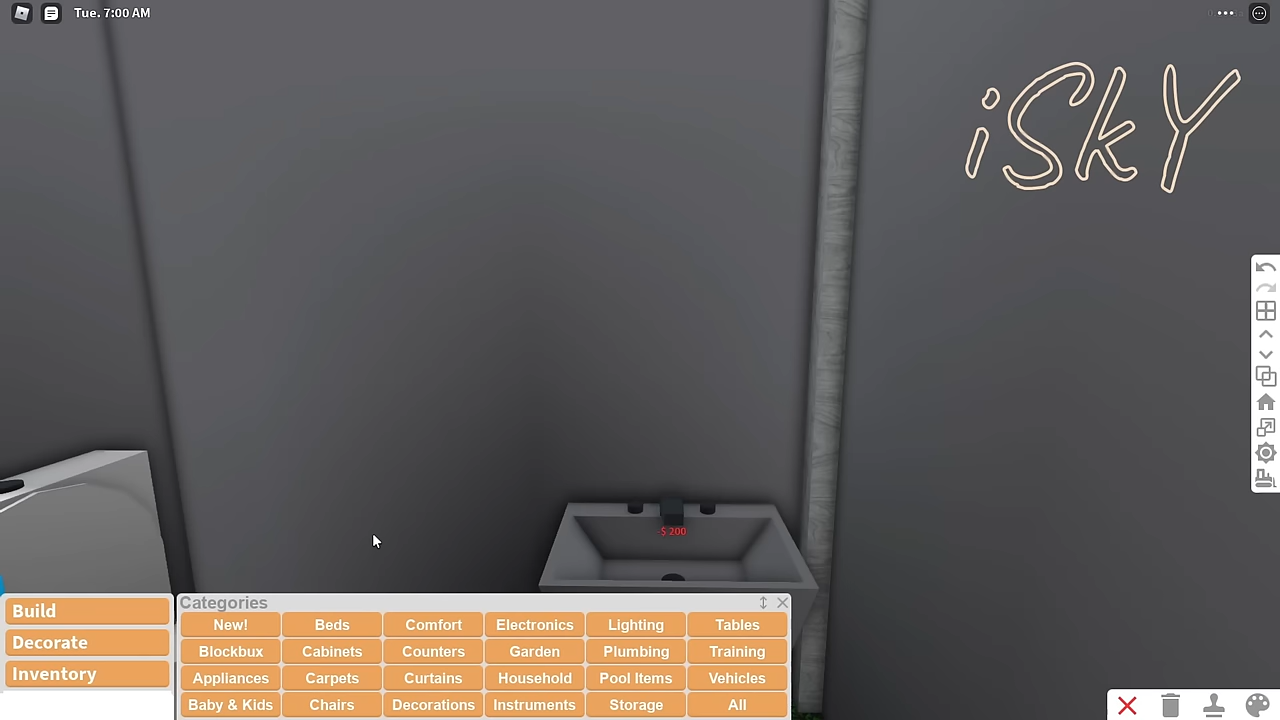 Tue. 7:00 AM
iSkY
-$ 200
Build
Decorate
Inventory
Categories
New! Beds Comfort Electronics Lighting Tables
Blockbux Cabinets Counters Garden Plumbing Training
Appliances Carpets Curtains Household Pool Items Vehicles
Baby & Kids Chairs Decorations Instruments Storage All